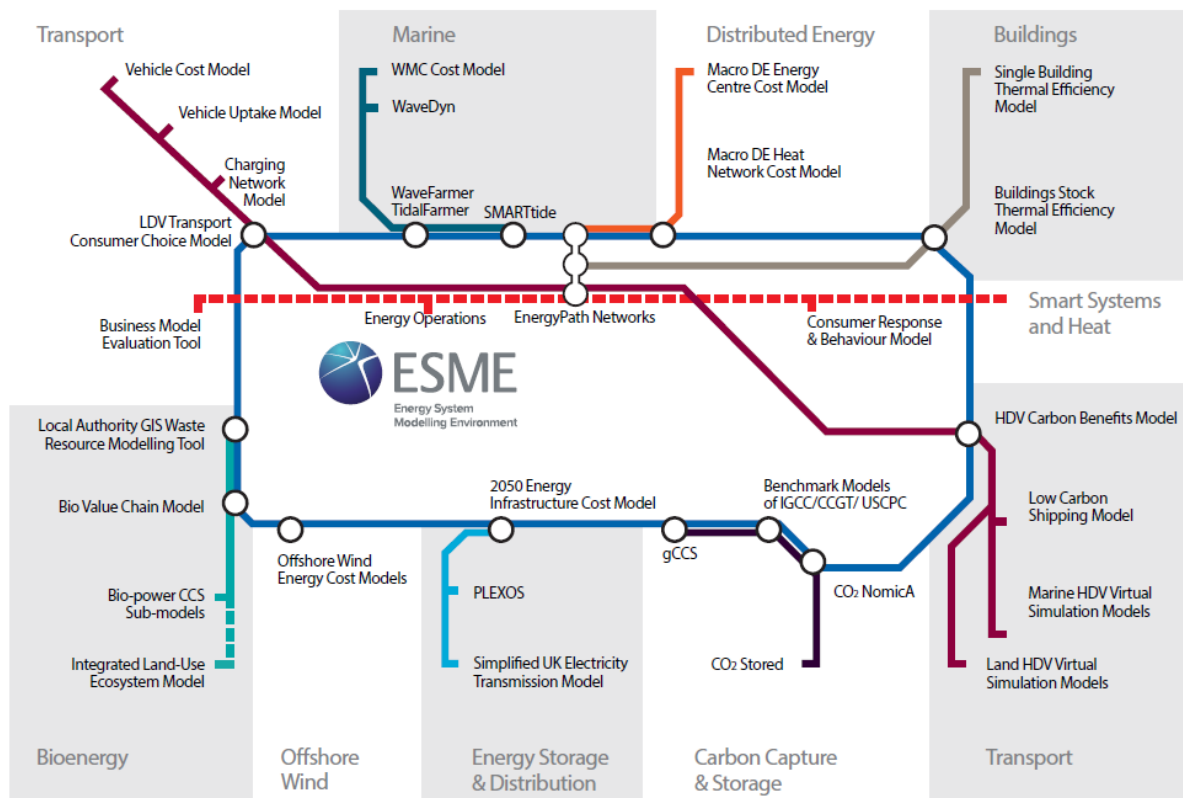 Transport
Marine
Distributed Energy
Buildings
Vehicle Cost Model
Vehicle Uptake Model
Charging
Network
Model
LDV Transport
Consumer Choice Model
WMC Cost Model
WaveDyn
WaveFarmer
TidalFarmer
SMARTtide
Macro DE Energy
Centre Cost Model
Macro DE Heat
Network Cost Model
Single Building
Thermal Efficiency
Model
Buildings Stock
Thermal Efficiency
Model
Business Model
Evaluation Tool
Energy Operations
EnergyPath Networks
Consumer Response
& Behaviour Model
Smart Systems
and Heat
ESME
Energy System
Modelling Environment
Local Authority GIS Waste
Resource Modelling Tool
Bio Value Chain Model
Bio-power CCS
Sub-models
Integrated Land-Use
Ecosystem Model
Offshore Wind
Energy Cost Models
2050 Energy
Infrastructure Cost Model
PLEXOS
Simplified UK Electricity
Transmission Model
Benchmark Models
of IGCC/CCGT/ USCPC
gCCS
CO2 NomicA
CO2 Stored
HDV Carbon Benefits Model
Low Carbon
Shipping Model
Marine HDV Virtual
Simulation Models
Land HDV Virtual
Simulation Models
Bioenergy
Offshore
Wind
Energy Storage
& Distribution
Carbon Capture
& Storage
Transport